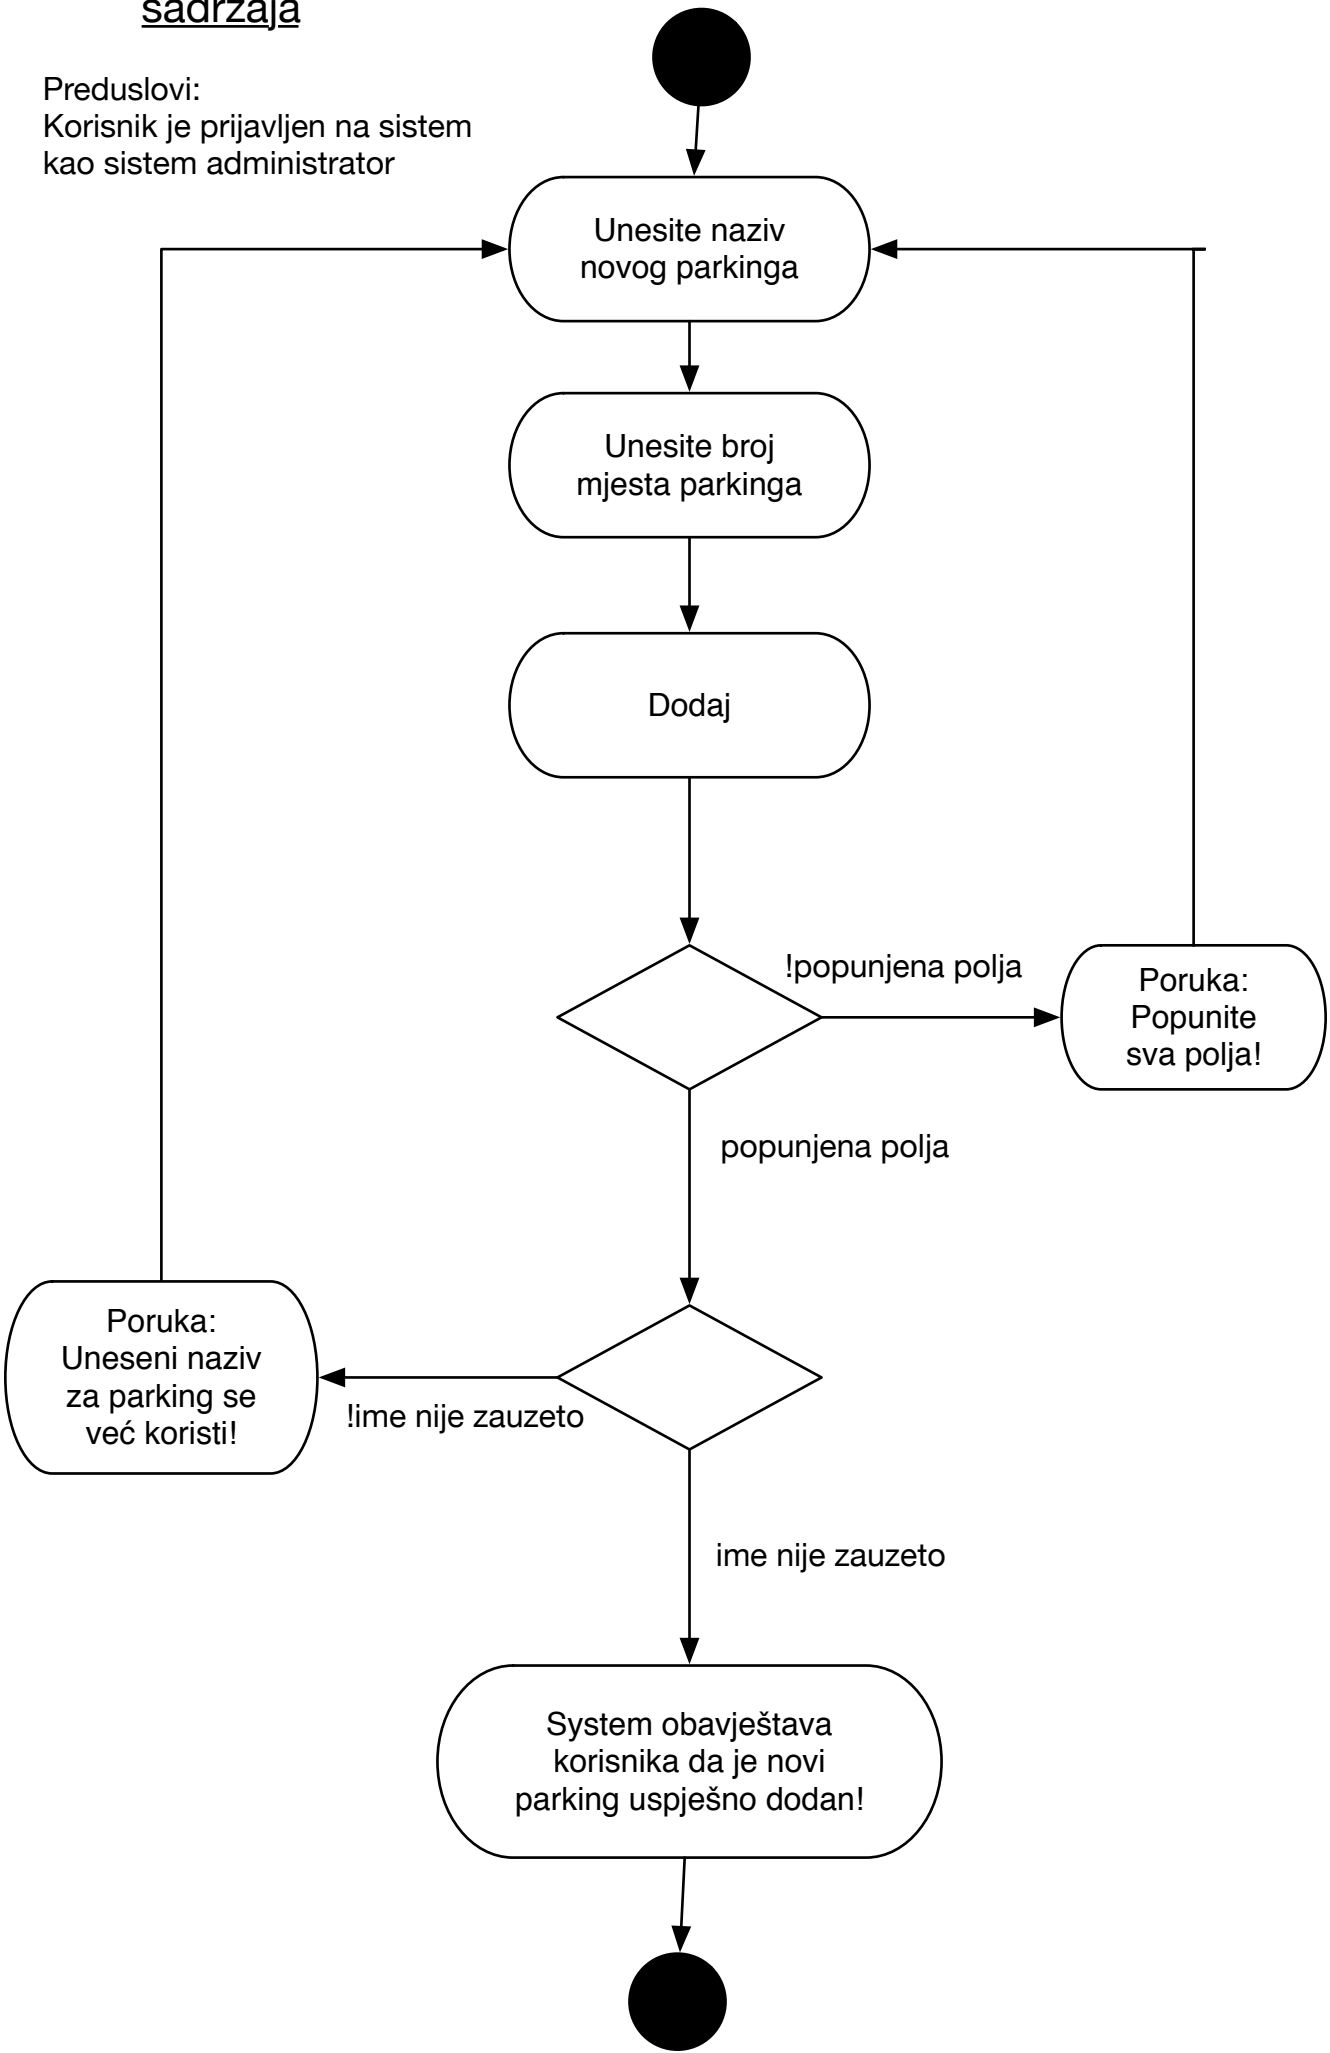 sadržaja
Preduslovi:
Korisnik je prijavljen na sistem
kao sistem administrator
Unesite naziv
novog parkinga
Unesite broj
mjesta parkinga
Dodaj
!popunjena polja
Poruka:
Popunite
sva polja!
popunjena polja
Poruka:
Uneseni naziv
za parking se
već koristi!
!ime nije zauzeto
ime nije zauzeto
System obavještava
korisnika da je novi
parking uspješno dodan!